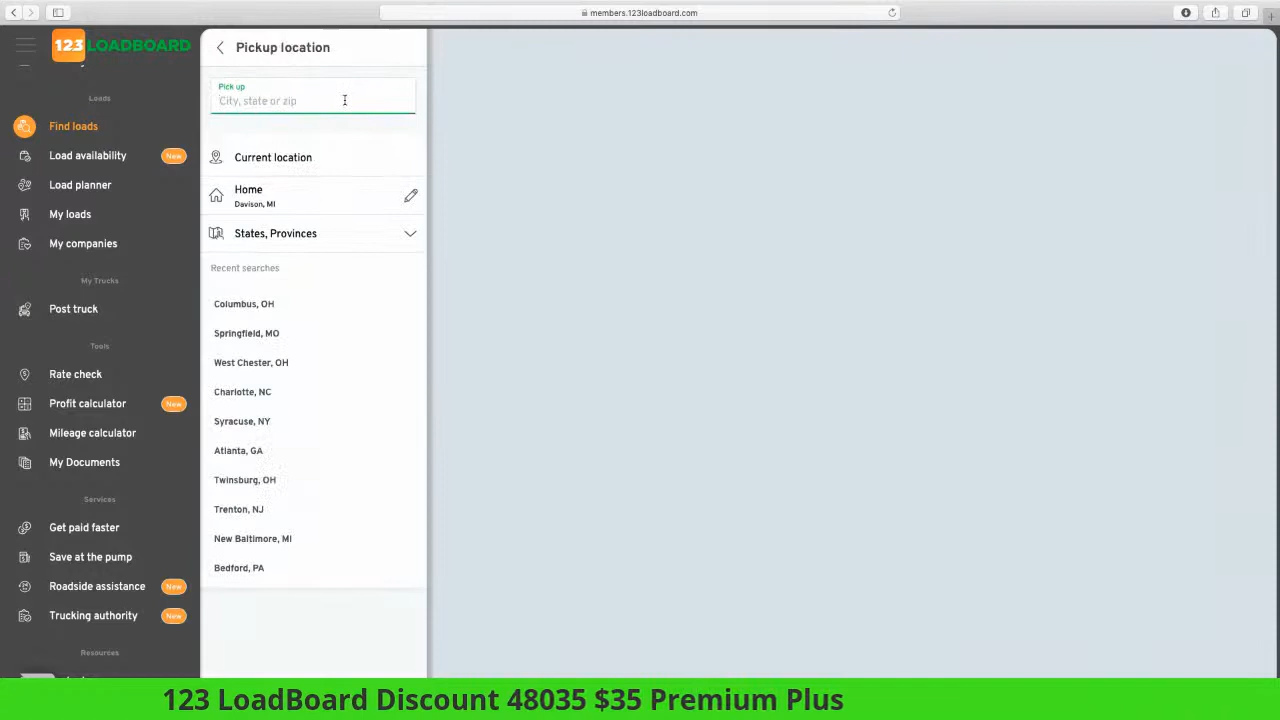 members.123loadboard.com
123 LOADBOARD
Pickup location
Pick up
City, state or zip
Loads
Find loads
Load availability New
Load planner
My loads
My companies
My Trucks
Post truck
Tools
Rate check
Profit calculator New
Mileage calculator
My Documents
Services
Get paid faster
Save at the pump
Roadside assistance New
Trucking authority New
Resources
Current location
Home
Davison, MI
States, Provinces
Recent searches
Columbus, OH
Springfield, MO
West Chester, OH
Charlotte, NC
Syracuse, NY
Atlanta, GA
Twinsburg, OH
Trenton, NJ
New Baltimore, MI
Bedford, PA
123 LoadBoard Discount 48035 $35 Premium Plus